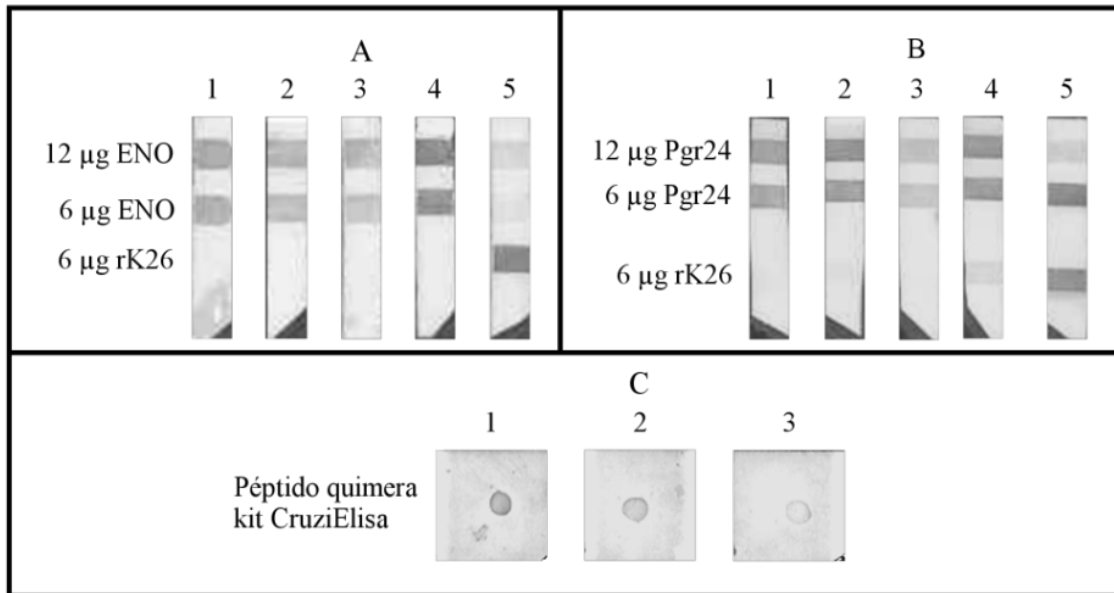 A
1 2 3 4 5
12 µg ENO
6 µg ENO
6 µg rK26
B
1 2 3 4 5
12 µg Pgr24
6 µg Pgr24
6 µg rK26
C
1 2 3
Péptido quimera
kit CruziElisa